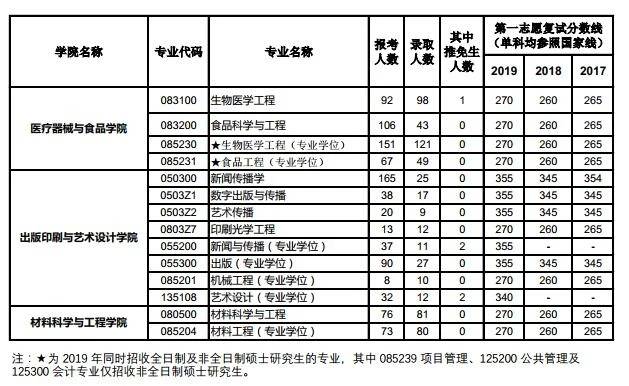 学院名称 专业代码 专业名称 报考人数 录取人数 其中推免生人数 第一志愿复试分数线（单科均参照国家线）
2019 2018 2017
医疗器械与食品学院
083100 生物医学工程 92 98 1 270 260 265
083200 食品科学与工程 106 43 0 270 260 265
085230 ★生物医学工程（专业学位） 151 121 0 270 260 265
085231 ★食品工程（专业学位） 67 49 0 270 260 265
出版印刷与艺术设计学院
050300 新闻传播学 165 25 0 355 345 354
0503Z1 数字出版与传播 38 17 0 355 345 345
0503Z2 艺术传播 20 9 0 355 345 345
0803Z7 印刷光学工程 13 12 0 270 260 265
055200 新闻与传播（专业学位） 37 11 2 355 - -
055300 出版（专业学位） 90 27 0 355 345 345
085201 机械工程（专业学位） 8 10 0 270 260 265
135108 艺术设计（专业学位） 32 12 2 340 - -
材料科学与工程学院
080500 材料科学与工程 76 81 0 270 260 265
085204 材料工程（专业学位） 73 80 0 270 260 265
注：★为 2019 年同时招收全日制及非全日制硕士研究生的专业，其中 085239 项目管理、125200 公共管理及
125300 会计专业仅招收非全日制硕士研究生。